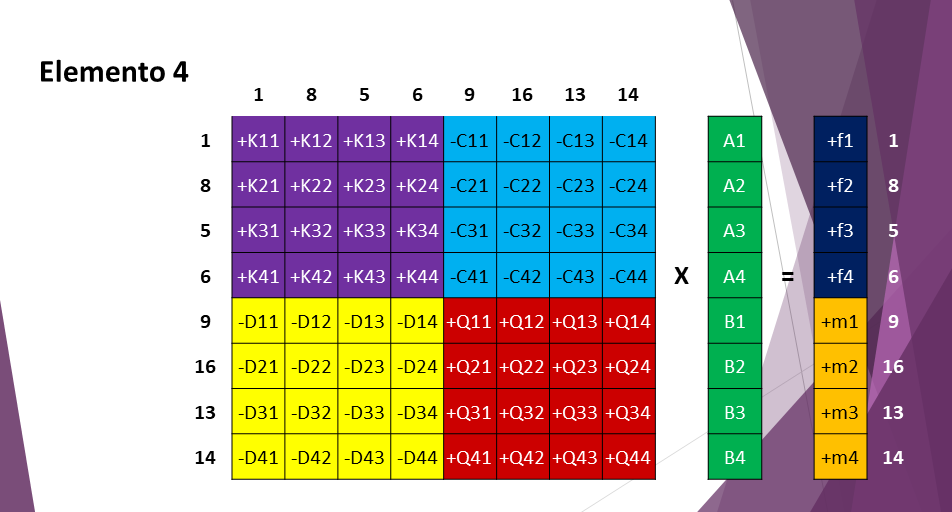 Elemento 4
1 8 5 6 9 16 13 14
1 +K11 +K12 +K13 +K14 -C11 -C12 -C13 -C14 A1 +f1 1
8 +K21 +K22 +K23 +K24 -C21 -C22 -C23 -C24 A2 +f2 8
5 +K31 +K32 +K33 +K34 -C31 -C32 -C33 -C34 A3 +f3 5
6 +K41 +K42 +K43 +K44 -C41 -C42 -C43 -C44 X A4 = +f4 6
9 -D11 -D12 -D13 -D14 +Q11 +Q12 +Q13 +Q14 B1 +m1 9
16 -D21 -D22 -D23 -D24 +Q21 +Q22 +Q23 +Q24 B2 +m2 16
13 -D31 -D32 -D33 -D34 +Q31 +Q32 +Q33 +Q34 B3 +m3 13
14 -D41 -D42 -D43 -D44 +Q41 +Q42 +Q43 +Q44 B4 +m4 14